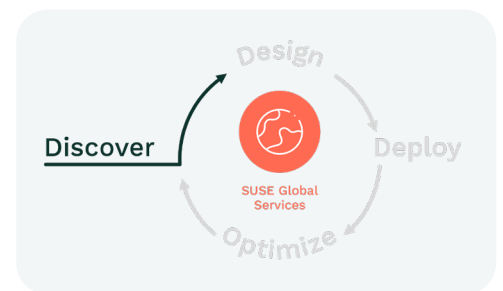 Design
Discover
Deploy
SUSE Global
Services
Optimize